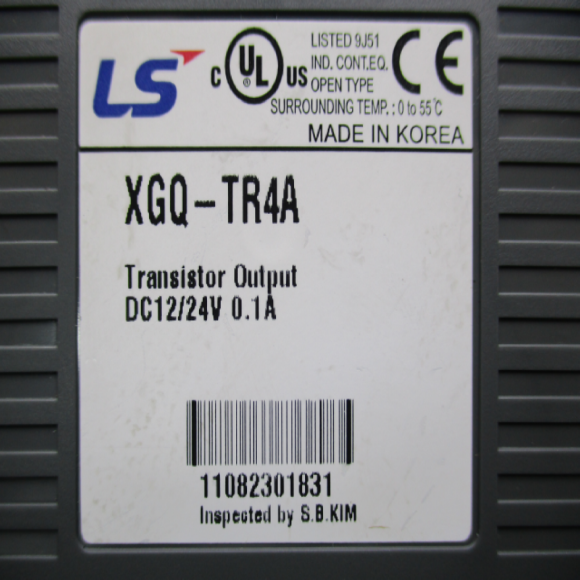 LS
C UL US
LISTED 9J51
IND. CONT.EQ.
OPEN TYPE
CE
SURROUNDING TEMP. : 0 to 55℃
MADE IN KOREA
XGQ-TR4A
Transistor Output
DC12/24V 0.1A
11082301831
Inspected by S.B.KIM